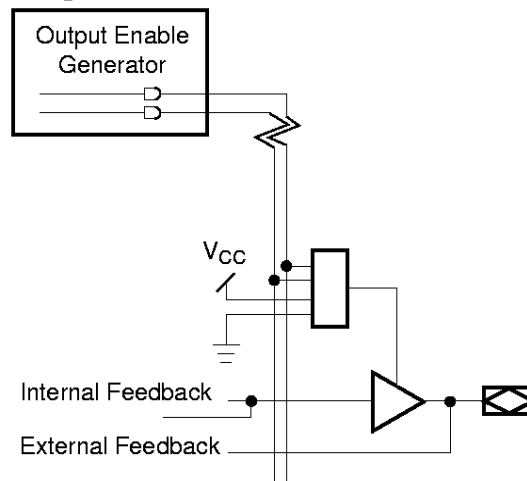 Output Enable
Generator
VCC
Internal Feedback
External Feedback